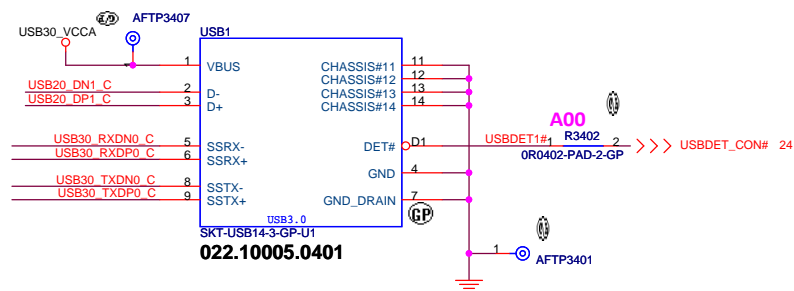 AFTP3407
USB30_VCCA
USB1
1 VBUS
CHASSIS#11 11
CHASSIS#12 12
CHASSIS#13 13
CHASSIS#14 14
USB20_DN1_C 2 D-
USB20_DP1_C 3 D+
USB30_RXDN0_C 5 SSRX-
USB30_RXDP0_C 6 SSRX+
DET# D1 USBDET1# 1 R3402 2 USBDET_CON# 24
A00
0R0402-PAD-2-GP
GND 4
USB30_TXDN0_C 8 SSTX-
USB30_TXDP0_C 9 SSTX+
GND_DRAIN 7
GP
USB3.0
SKT-USB14-3-GP-U1
022.10005.0401
1 AFTP3401